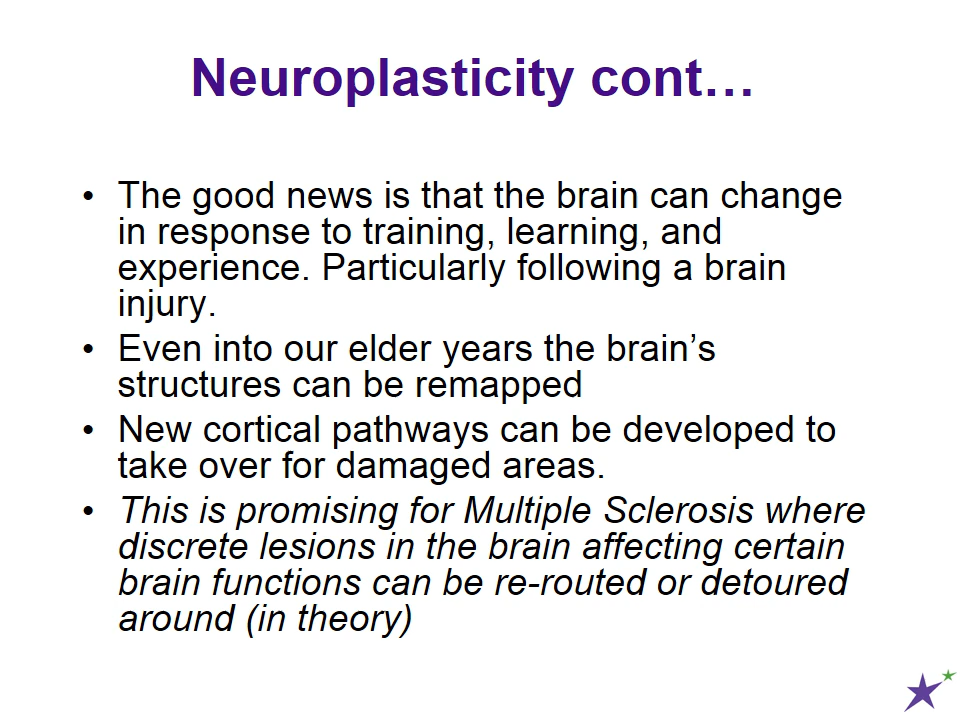 Neuroplasticity cont…
• The good news is that the brain can change
in response to training, learning, and
experience. Particularly following a brain
injury.
• Even into our elder years the brain’s
structures can be remapped
• New cortical pathways can be developed to
take over for damaged areas.
• This is promising for Multiple Sclerosis where
discrete lesions in the brain affecting certain
brain functions can be re-routed or detoured
around (in theory)